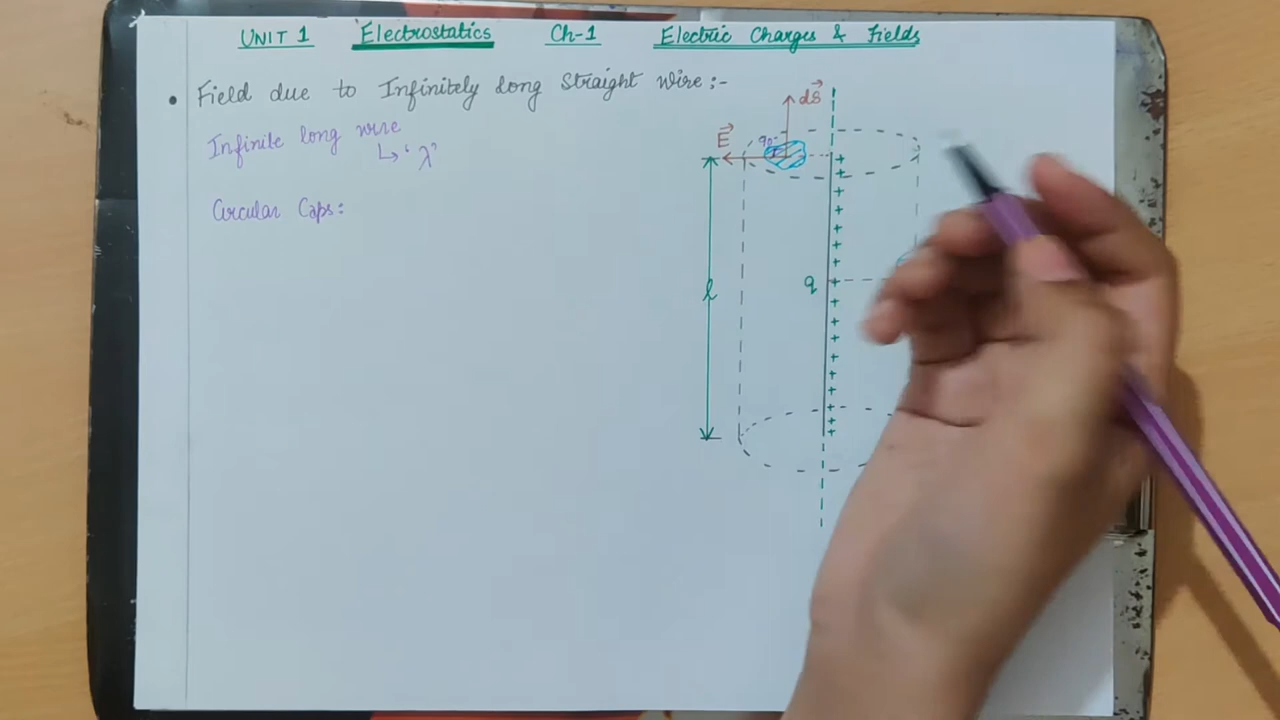 UNIT 1 Electrostatics Ch-1 Electric Charges & Fields
• Field due to Infinitely long Straight Wire:-
Infinite long wire
↳ 'λ'
Circular Caps:
dS
E
90°
l
q
+ + + + + + + + + + + + + + + +